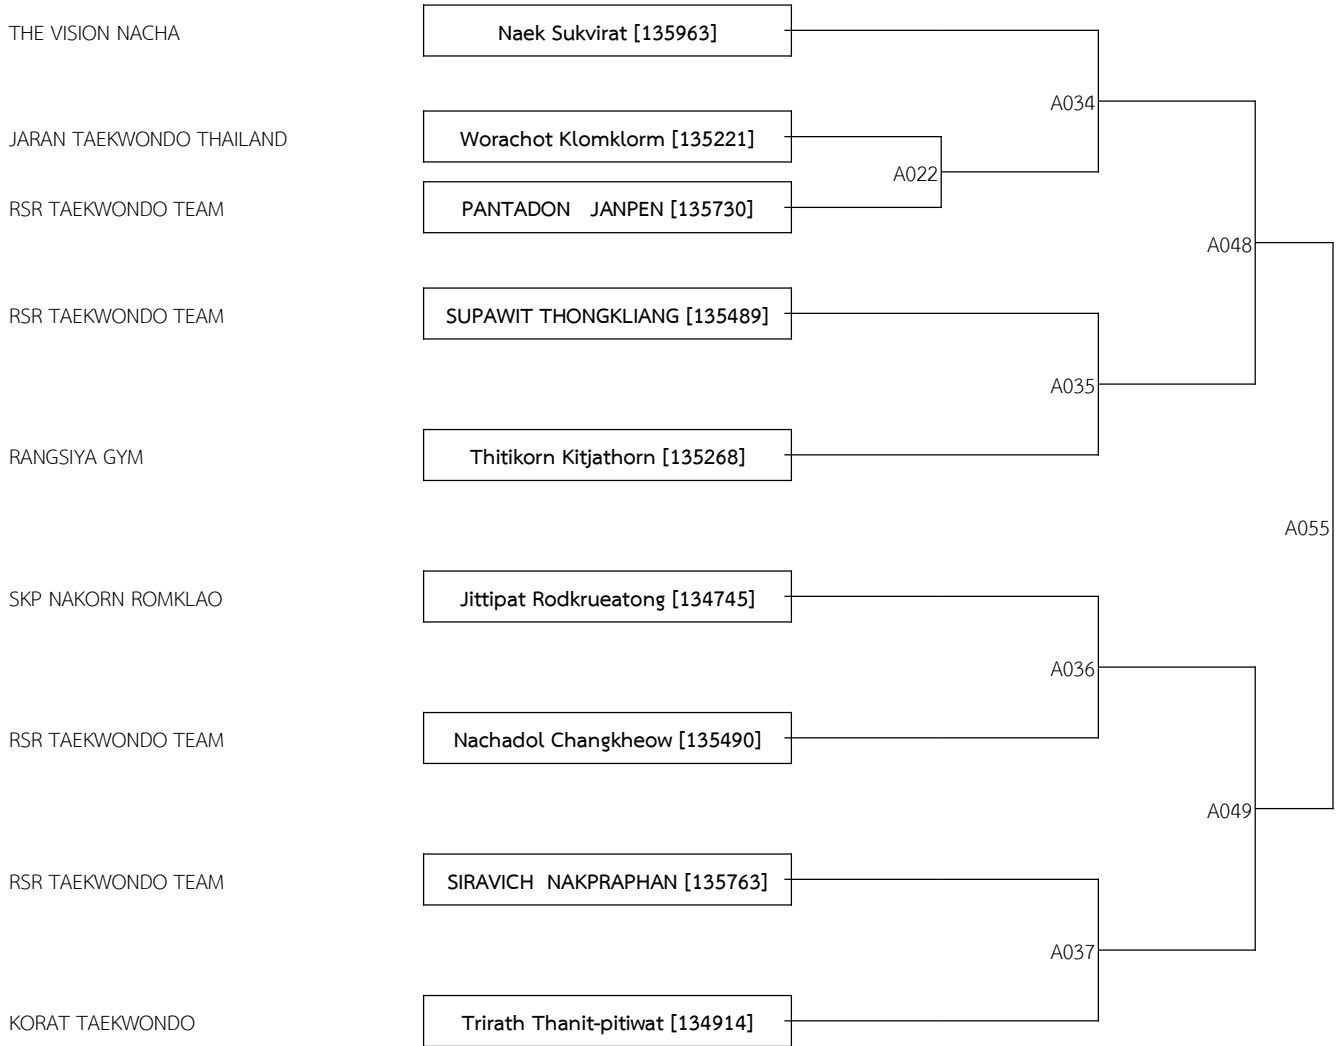 THE VISION NACHA
Naek Sukvirat [135963]
A034
JARAN TAEKWONDO THAILAND
Worachot Klomklorm [135221]
A022
RSR TAEKWONDO TEAM
PANTADON JANPEN [135730]
A048
RSR TAEKWONDO TEAM
SUPAWIT THONGKLIANG [135489]
A035
RANGSIYA GYM
Thitikorn Kitjathorn [135268]
A055
SKP NAKORN ROMKLAO
Jittipat Rodkrueatong [134745]
A036
RSR TAEKWONDO TEAM
Nachadol Changkheow [135490]
A049
RSR TAEKWONDO TEAM
SIRAVICH NAKPRAPHAN [135763]
A037
KORAT TAEKWONDO
Trirath Thanit-pitiwat [134914]